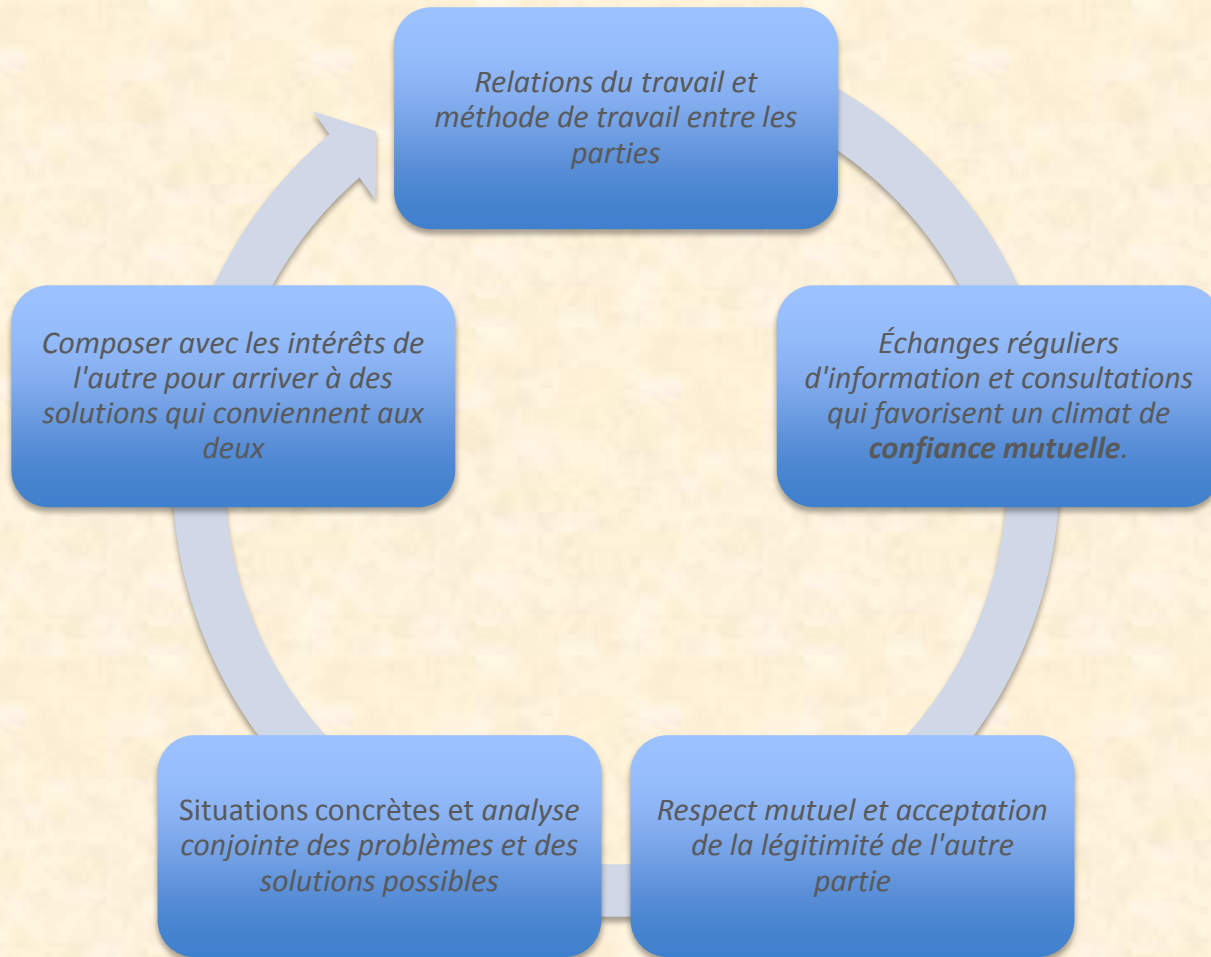 Relations du travail et
méthode de travail entre les
parties
Échanges réguliers
d'information et consultations
qui favorisent un climat de
confiance mutuelle.
Respect mutuel et acceptation
de la légitimité de l'autre
partie
Situations concrètes et analyse
conjointe des problèmes et des
solutions possibles
Composer avec les intérêts de
l'autre pour arriver à des
solutions qui conviennent aux
deux